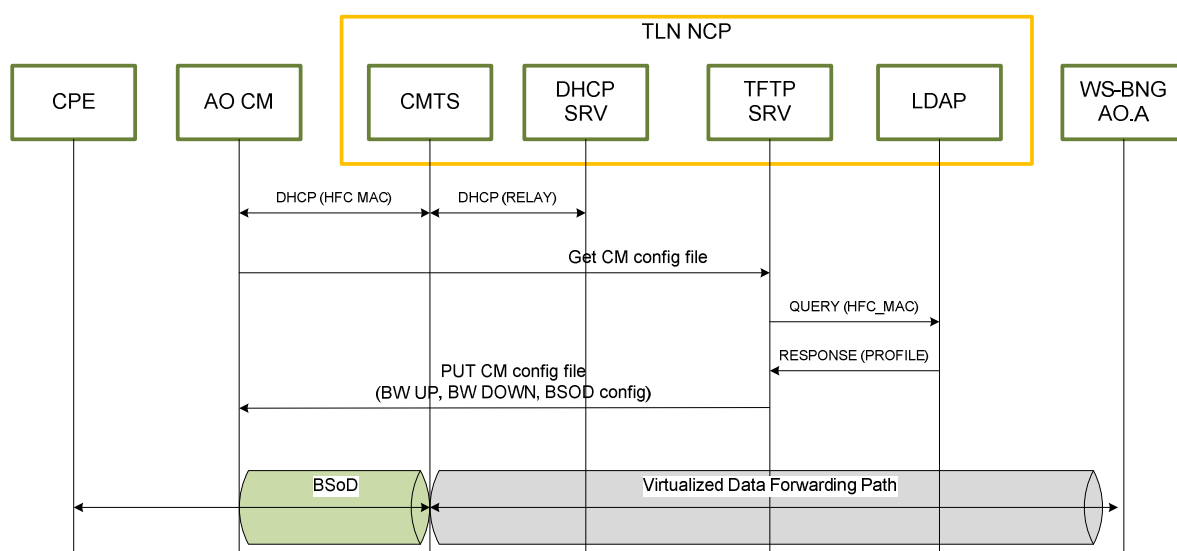 TLN NCP
CPE
AO CM
CMTS
DHCP
SRV
TFTP
SRV
LDAP
WS-BNG
AO.A
DHCP (HFC MAC)
DHCP (RELAY)
Get CM config file
QUERY (HFC_MAC)
RESPONSE (PROFILE)
PUT CM config file
(BW UP, BW DOWN, BSOD config)
BSoD
Virtualized Data Forwarding Path